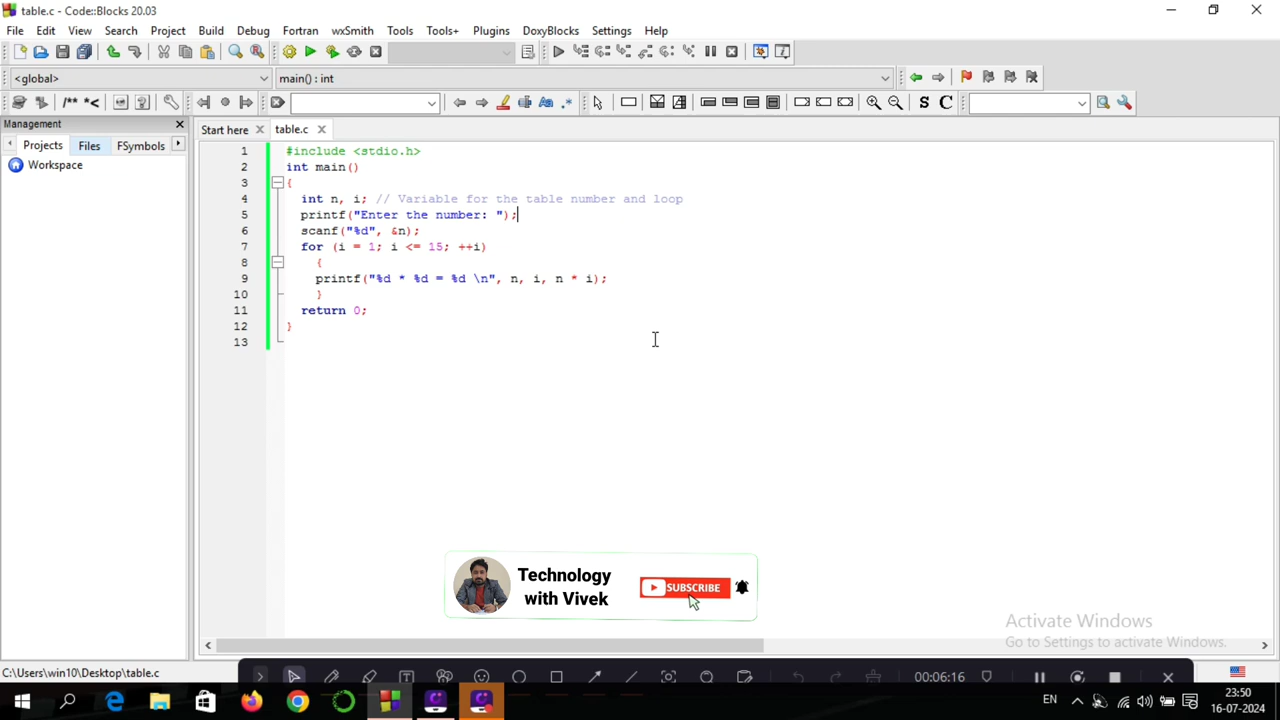 table.c - Code::Blocks 20.03
File Edit View Search Project Build Debug Fortran wxSmith Tools Tools+ Plugins DoxyBlocks Settings Help
<global> main() : int
/** *< Aa .* S C
Management
Projects Files FSymbols
Workspace
Start here table.c
1 #include <stdio.h>
2 int main()
3 {
4 int n, i; // Variable for the table number and loop
5 printf("Enter the number: ");
6 scanf("%d", &n);
7 for (i = 1; i <= 15; ++i)
8 {
9 printf("%d * %d = %d \n", n, i, n * i);
10 }
11 return 0;
12 }
13
Technology
with Vivek
SUBSCRIBE
Activate Windows
Go to Settings to activate Windows.
C:\Users\win10\Desktop\table.c
00:06:16
EN
23:50
16-07-2024